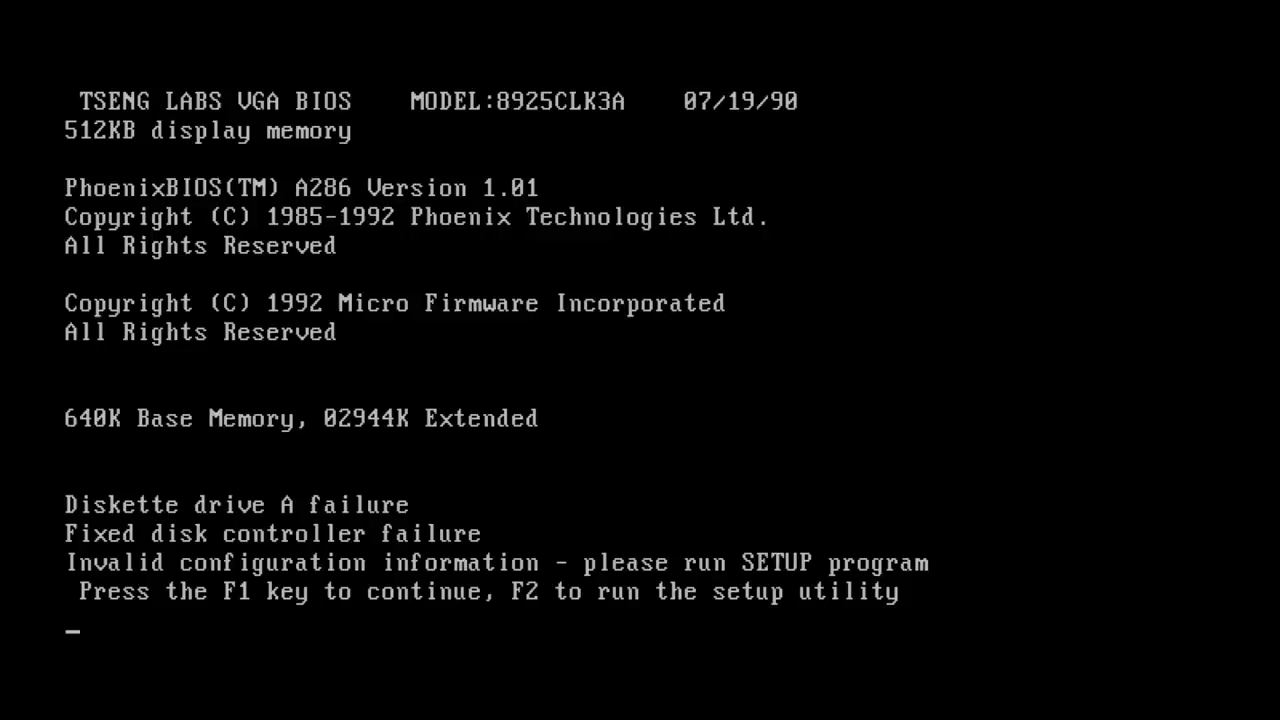 TSENG LABS VGA BIOS    MODEL:8925CLK3A    07/19/90
512KB display memory
PhoenixBIOS(TM) A286 Version 1.01
Copyright (C) 1985-1992 Phoenix Technologies Ltd.
All Rights Reserved
Copyright (C) 1992 Micro Firmware Incorporated
All Rights Reserved
640K Base Memory, 02944K Extended
Diskette drive A failure
Fixed disk controller failure
Invalid configuration information - please run SETUP program
Press the F1 key to continue, F2 to run the setup utility